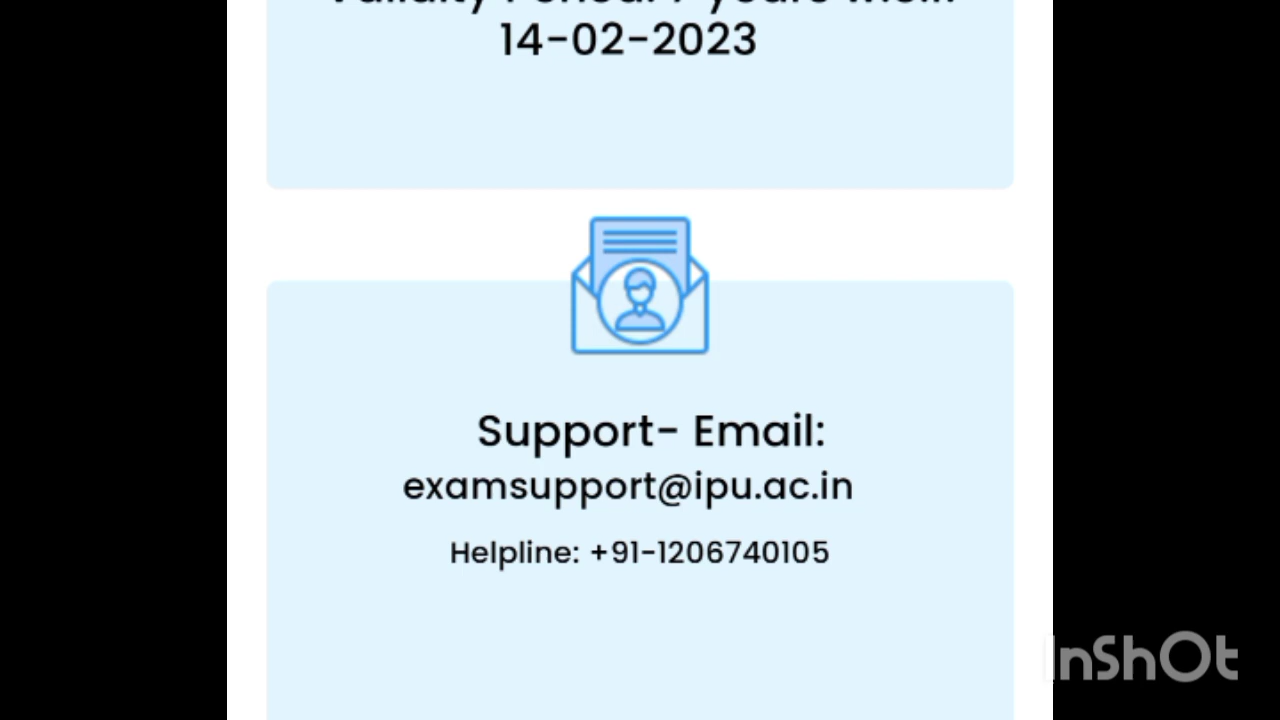 14-02-2023
Support- Email:
examsupport@ipu.ac.in
Helpline: +91-1206740105
InShOt